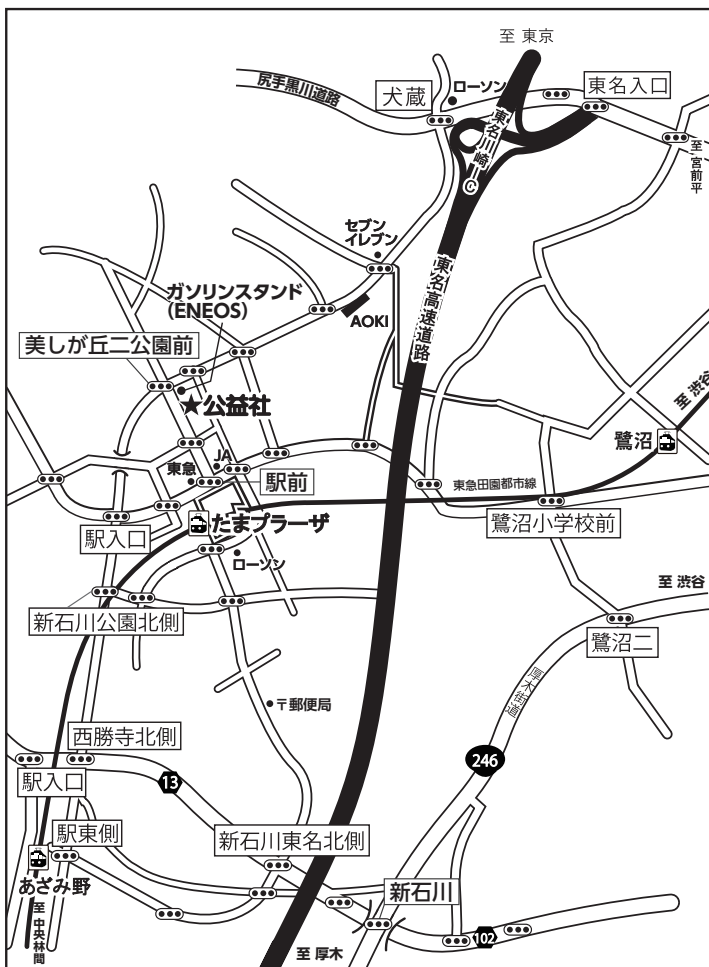 至 東京
尻手黒川道路
犬蔵
ローソン
東名入口
東名川崎IC
至 宮前平
セブン
イレブン
東名高速道路
ガソリンスタンド
(ENEOS)
AOKI
美しが丘二公園前
★公益社
至 渋谷
鷺沼
JA
東急
駅前
東急田園都市線
駅入口
たまプラーザ
鷺沼小学校前
ローソン
新石川公園北側
至 渋谷
鷺沼二
厚木街道
〒郵便局
西勝寺北側
246
駅入口
13
駅東側
新石川東名北側
あざみ野
新石川
至 中央林間
至 厚木
102